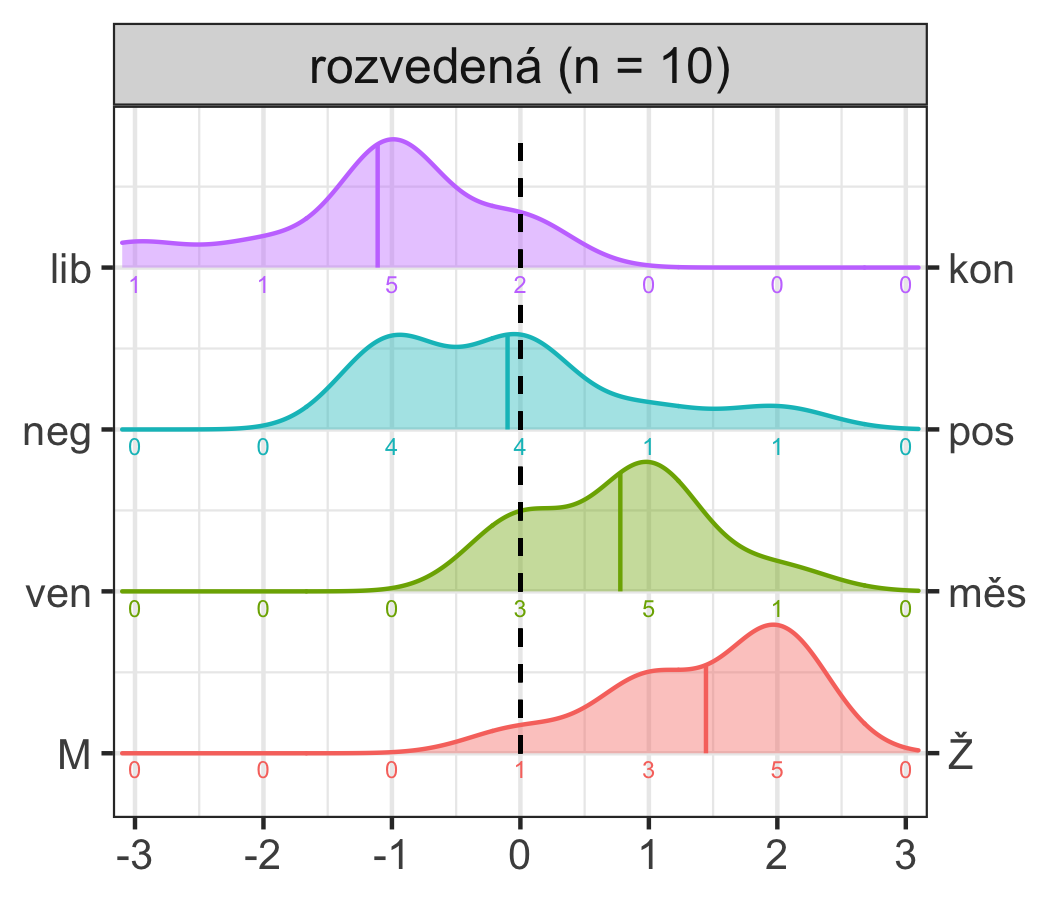 rozvedená (n = 10)
lib kon
1 1 5 2 0 0 0
neg pos
0 0 4 4 1 1 0
ven měs
0 0 0 3 5 1 0
M Ž
0 0 0 1 3 5 0
-3 -2 -1 0 1 2 3